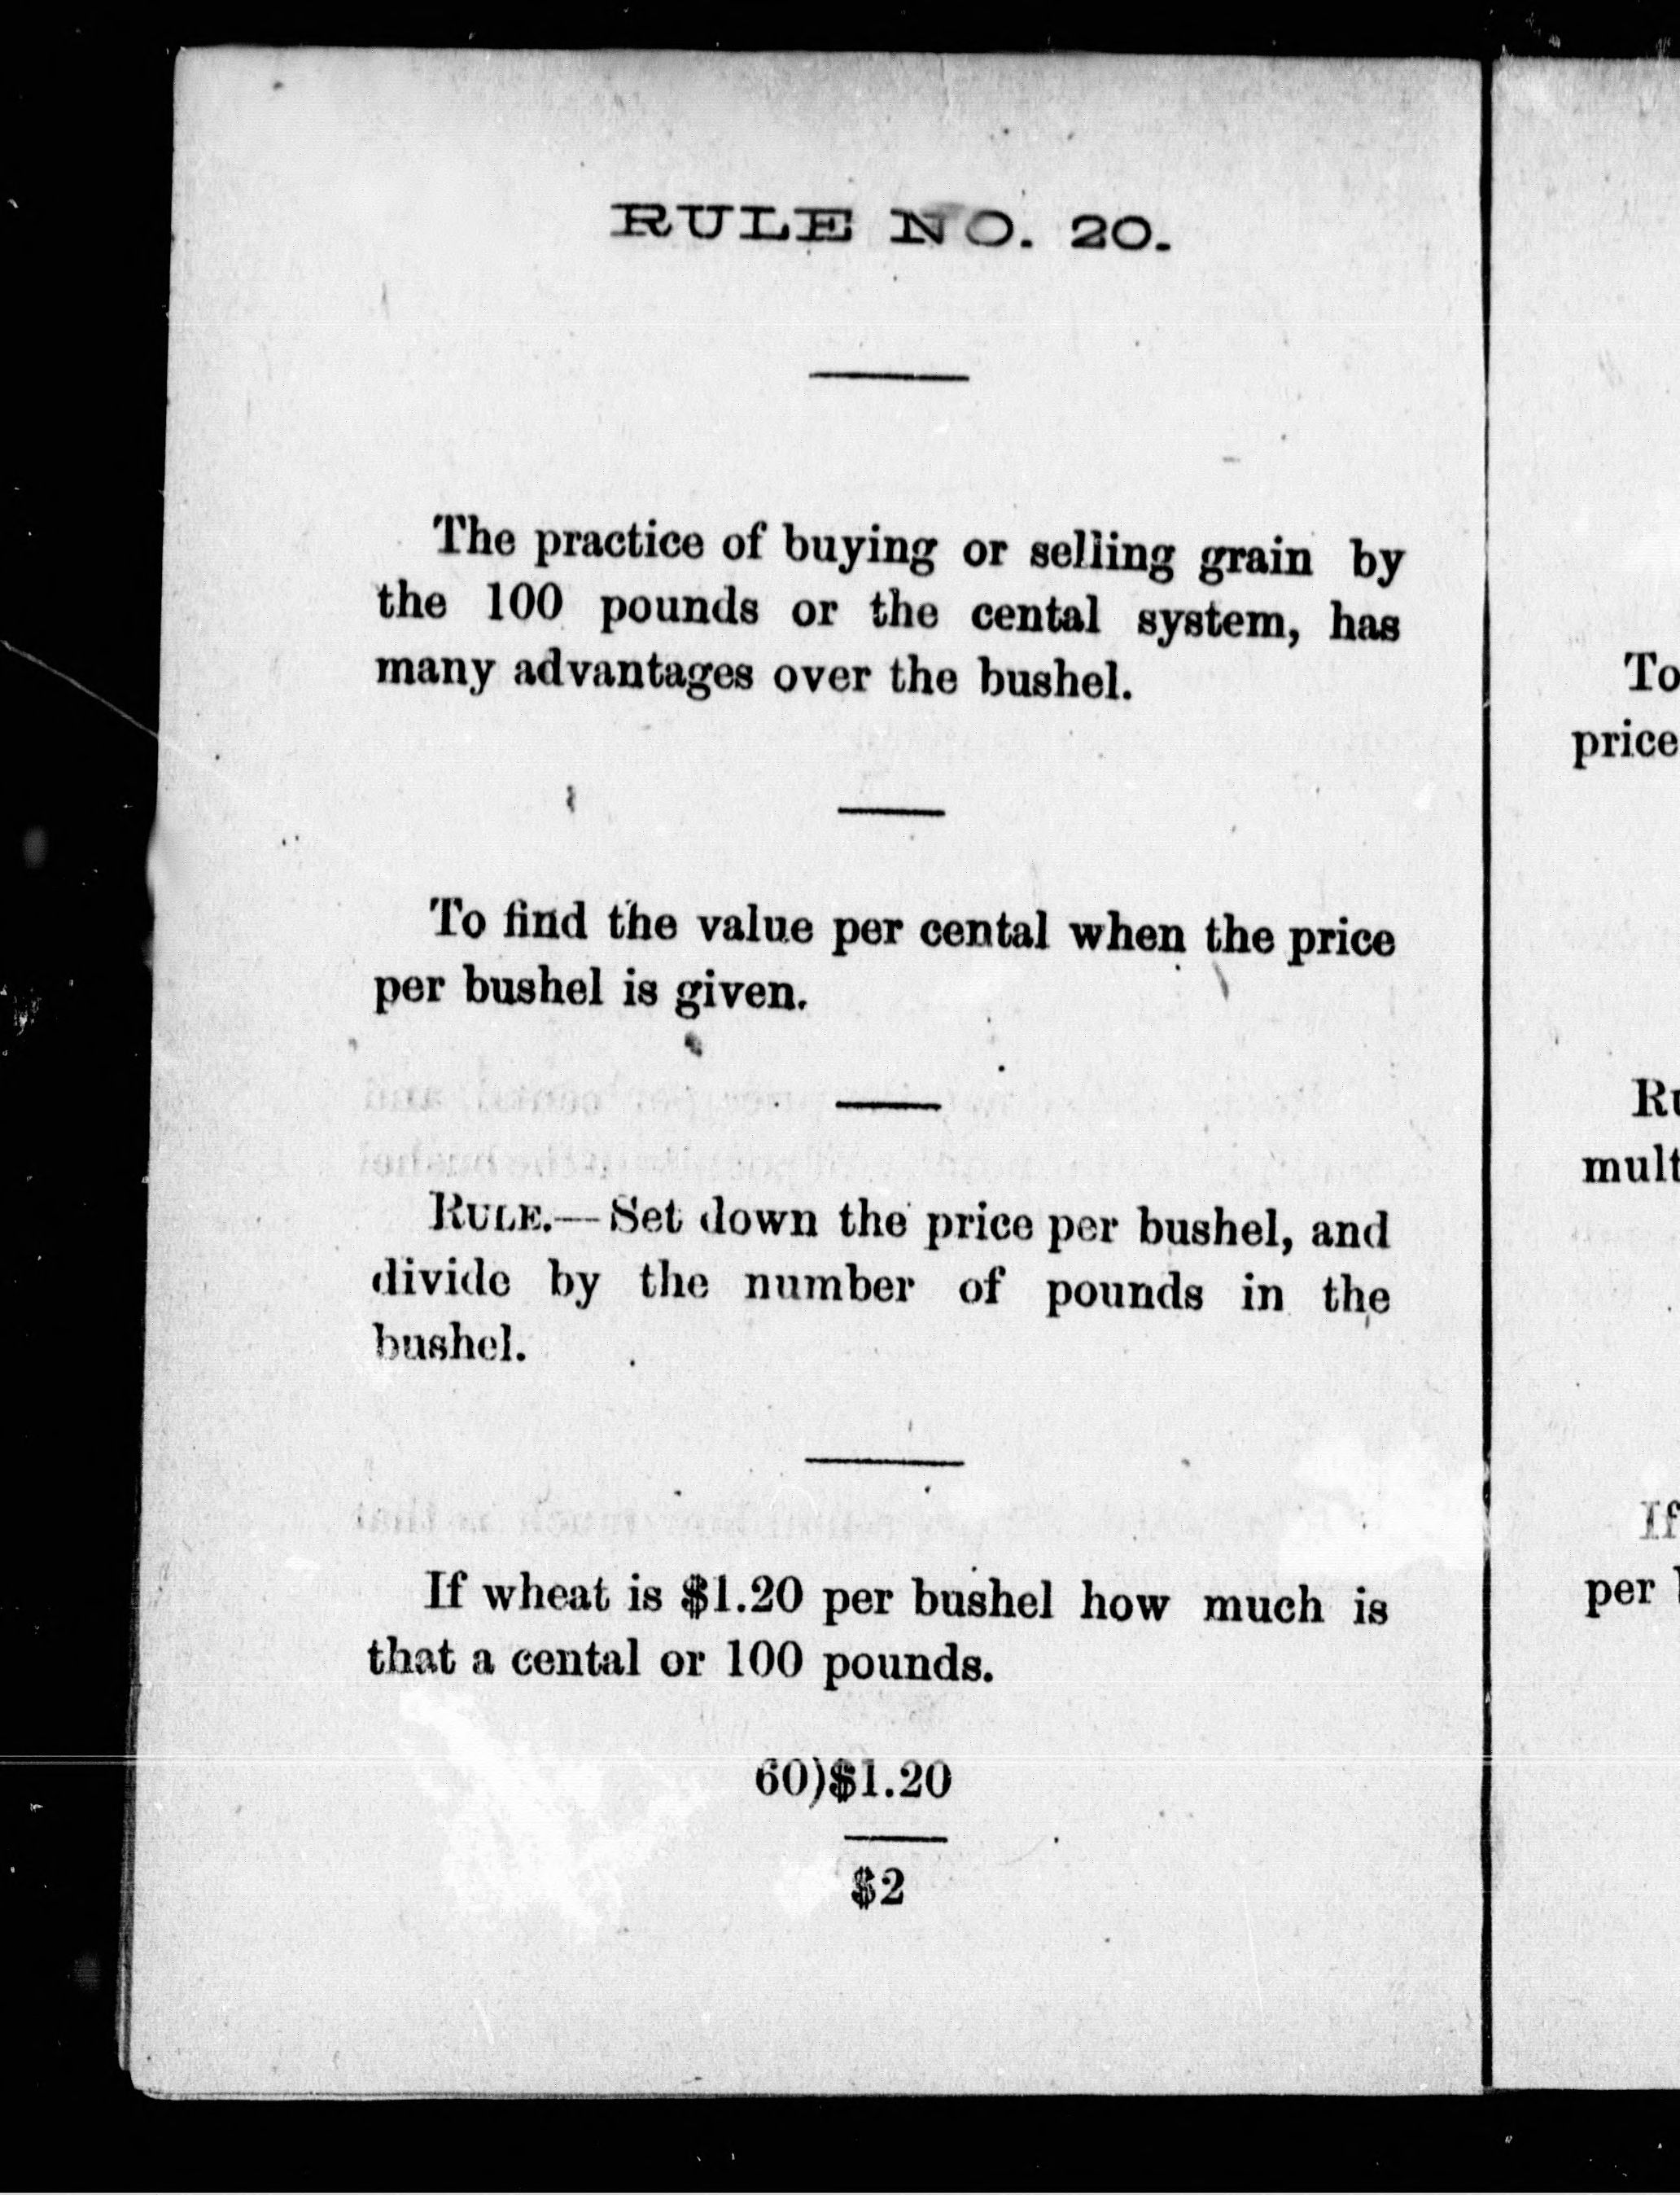 RULE NO. 20.
The practice of buying or selling grain by
the 100 pounds or the cental system, has
many advantages over the bushel.
To find the value per cental when the price
per bushel is given.
RULE.—Set down the price per bushel, and
divide by the number of pounds in the
bushel.
If wheat is $1.20 per bushel how much is
that a cental or 100 pounds.
60)$1.20
$2
To
price
Ru
mult
If
per